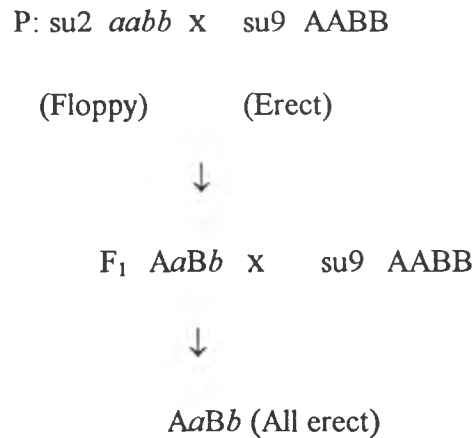 P: su2 aabb x su9 AABB
(Floppy) (Erect)
↓
F₁ AaBb x su9 AABB
↓
AaBb (All erect)